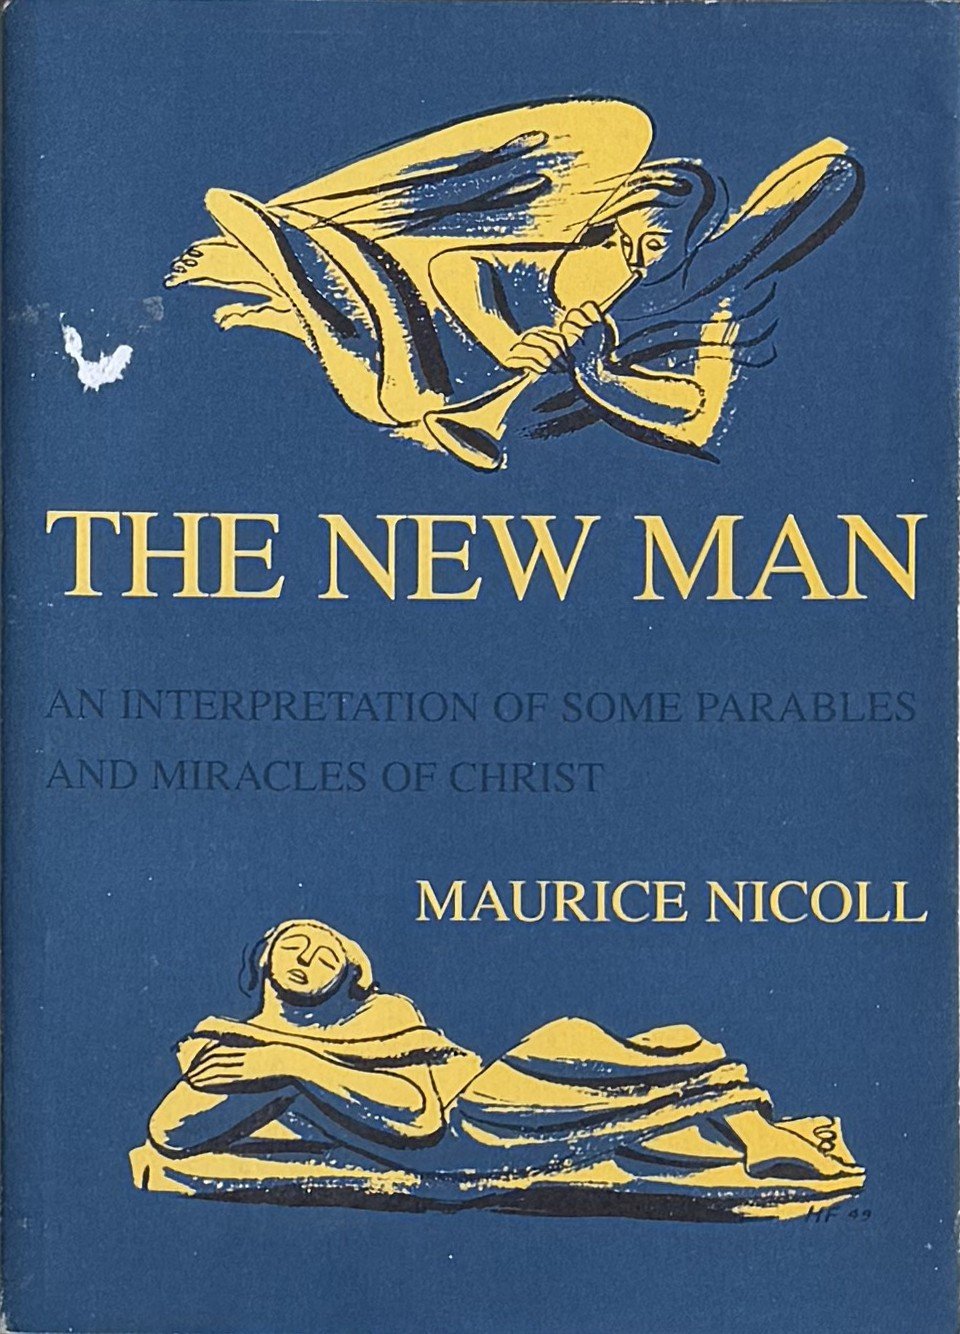 THE NEW MAN
AN INTERPRETATION OF SOME PARABLES
AND MIRACLES OF CHRIST
MAURICE NICOLL
HF 49